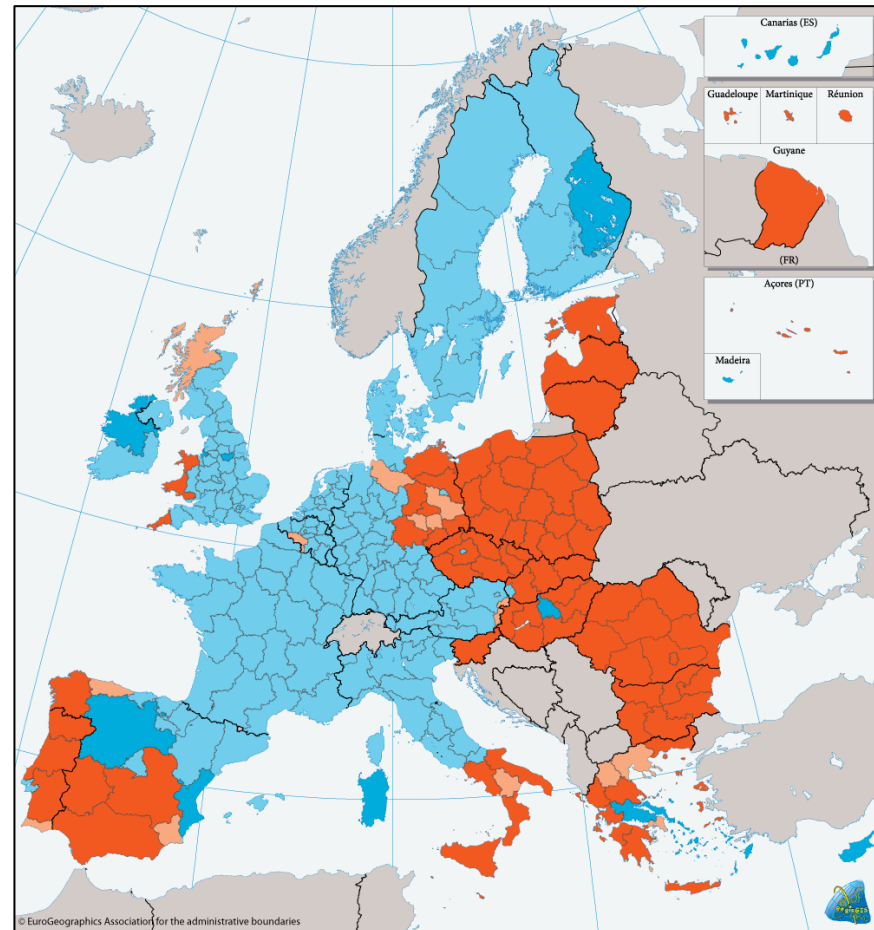 Canarias (ES)
Guadeloupe
Martinique
Réunion
Guyane
(FR)
Açores (PT)
Madeira
© EuroGeographics Association for the administrative boundaries